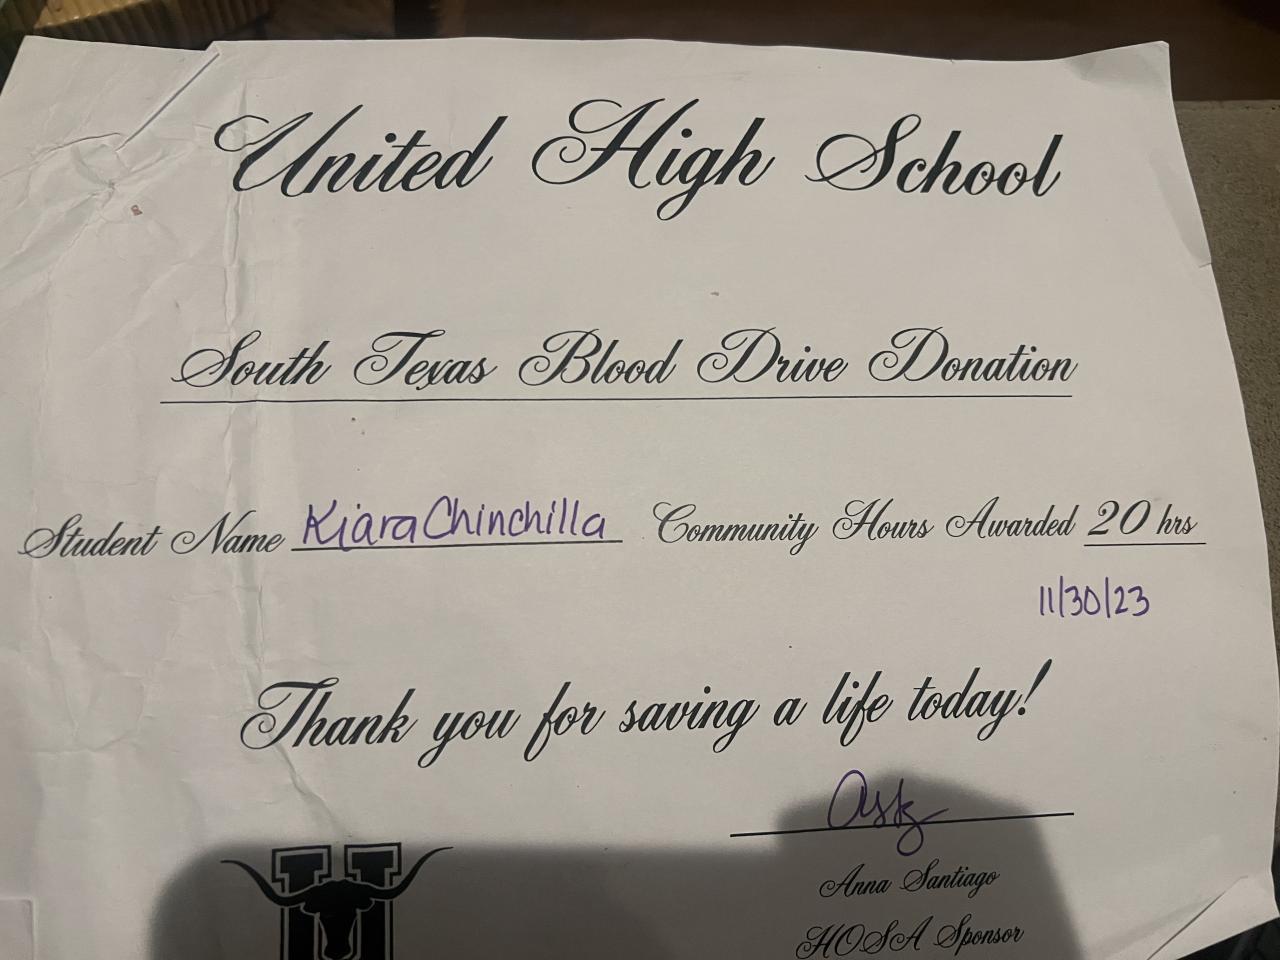 United High School
South Texas Blood Drive Donation
Student Name Kiara Chinchilla Community Hours Awarded 20 hrs
11/30/23
Thank you for saving a life today!
Anna Santiago
HOSA Sponsor
U